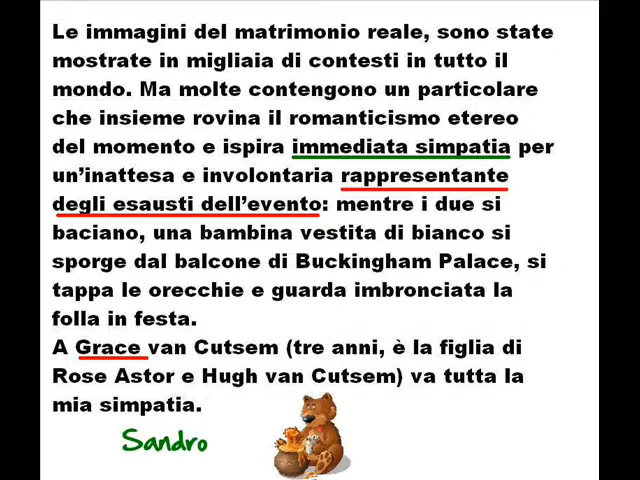 Le immagini del matrimonio reale, sono state
mostrate in migliaia di contesti in tutto il
mondo. Ma molte contengono un particolare
che insieme rovina il romanticismo etereo
del momento e ispira immediata simpatia per
un'inattesa e involontaria rappresentante
degli esausti dell'evento: mentre i due si
baciano, una bambina vestita di bianco si
sporge dal balcone di Buckingham Palace, si
tappa le orecchie e guarda imbronciata la
folla in festa.
A Grace van Cutsem (tre anni, è la figlia di
Rose Astor e Hugh van Cutsem) va tutta la
mia simpatia.
Sandro